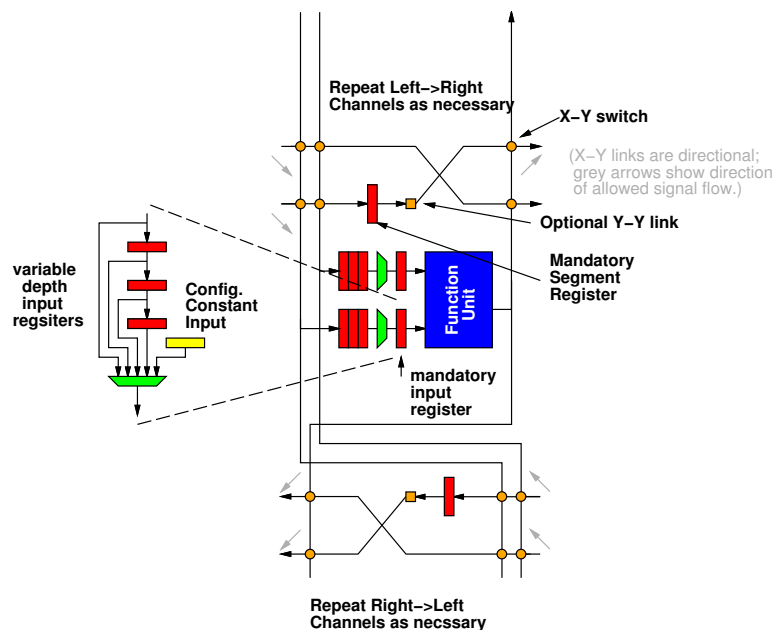 Repeat Left->Right
Channels as necessary
X-Y switch
(X-Y links are directional;
grey arrows show direction
of allowed signal flow.)
Optional Y-Y link
Mandatory
Segment
Register
variable
depth
input
regsiters
Config.
Constant
Input
Function
Unit
mandatory
input
register
Repeat Right->Left
Channels as necssary